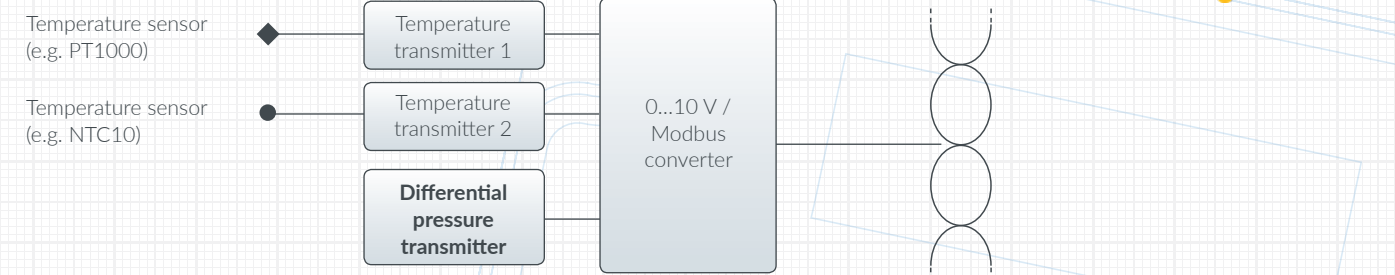 Temperature sensor
(e.g. PT1000)
Temperature
transmitter 1
Temperature sensor
(e.g. NTC10)
Temperature
transmitter 2
0...10 V /
Modbus
converter
Differential
pressure
transmitter